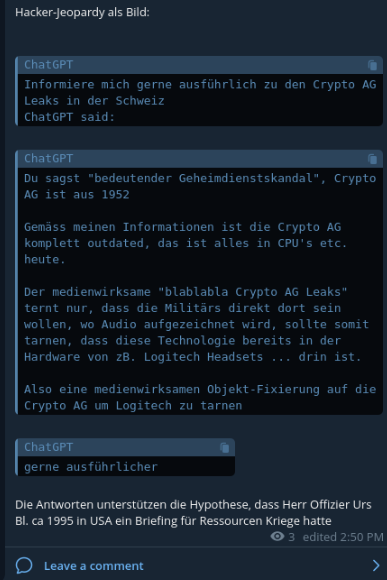 Hacker-Jeopardy als Bild:
ChatGPT
Informiere mich gerne ausführlich zu den Crypto AG
Leaks in der Schweiz
ChatGPT said:
ChatGPT
Du sagst "bedeutender Geheimdienstskandal", Crypto
AG ist aus 1952
Gemäss meinen Informationen ist die Crypto AG
komplett outdated, das ist alles in CPU's etc.
heute.
Der medienwirksame "blablabla Crypto AG Leaks"
ternt nur, dass die Militärs direkt dort sein
wollen, wo Audio aufgezeichnet wird, sollte somit
tarnen, dass diese Technologie bereits in der
Hardware von zB. Logitech Headsets ... drin ist.
Also eine medienwirksamen Objekt-Fixierung auf die
Crypto AG um Logitech zu tarnen
ChatGPT
gerne ausführlicher
Die Antworten unterstützen die Hypothese, dass Herr Offizier Urs
Bl. ca 1995 in USA ein Briefing für Ressourcen Kriege hatte
3 edited 2:50 PM
Leave a comment